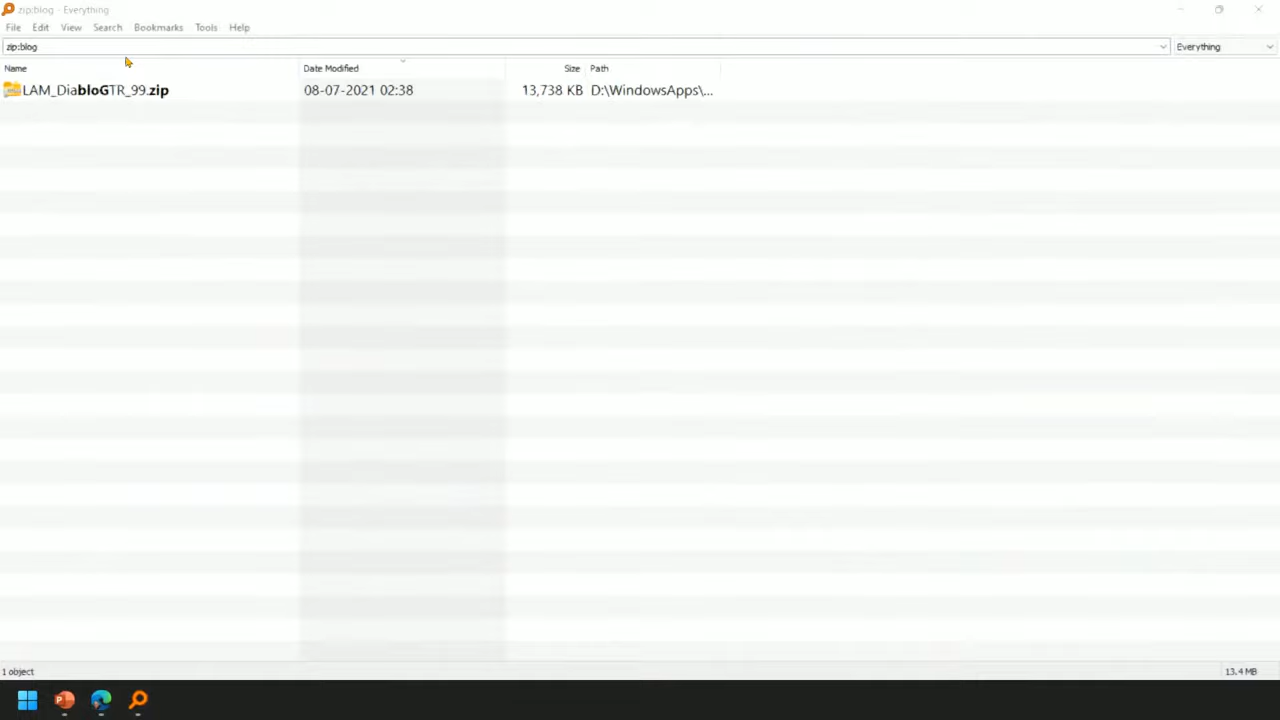 zip:blog - Everything
File Edit View Search Bookmarks Tools Help
zip:blog Everything
Name Date Modified Size Path
LAM_DiabloGTR_99.zip 08-07-2021 02:38 13,738 KB D:\WindowsApps\...
1 object 13.4 MB